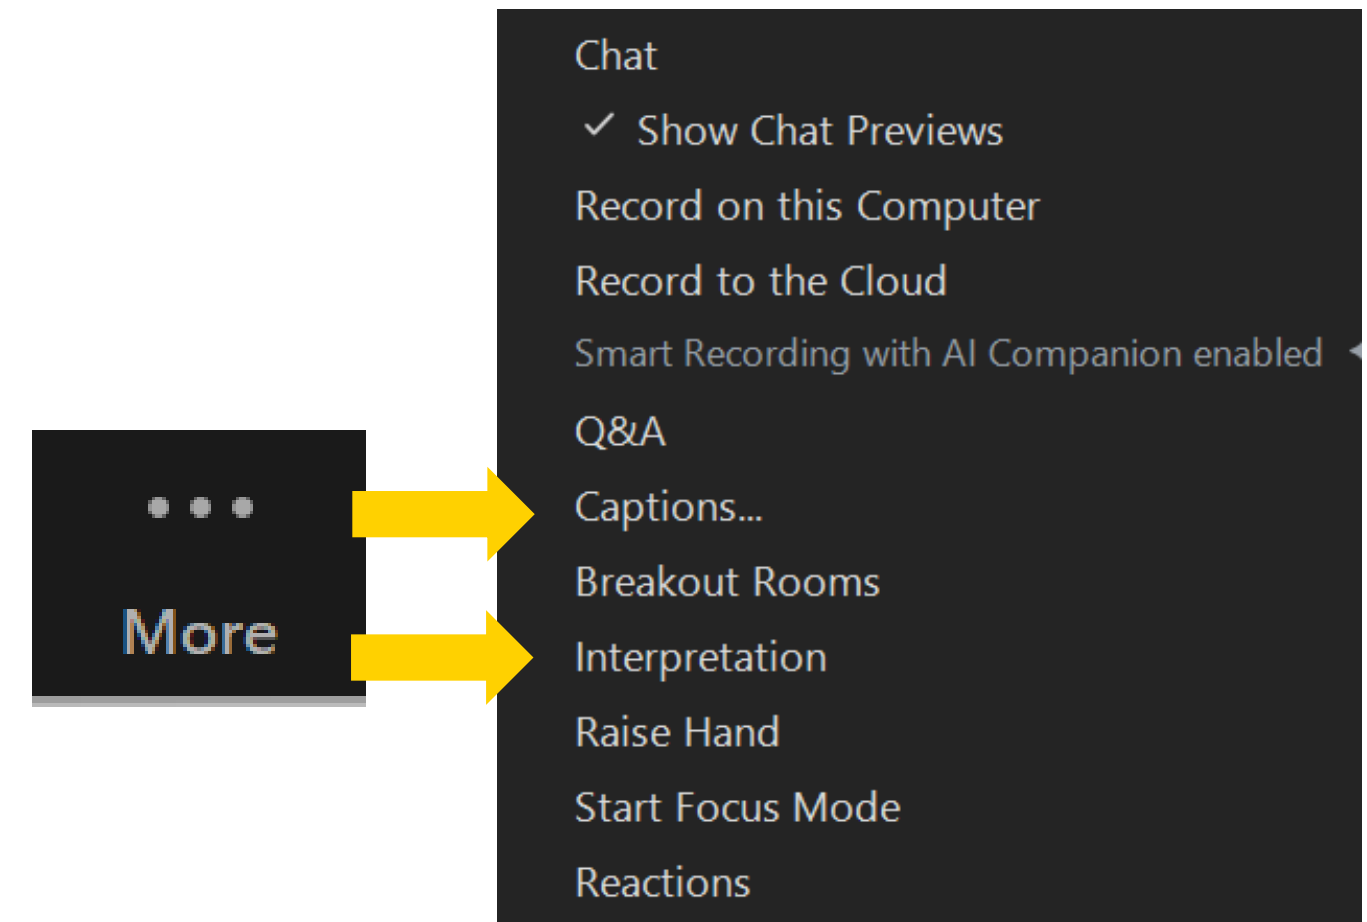 More
Chat
Show Chat Previews
Record on this Computer
Record to the Cloud
Smart Recording with AI Companion enabled
Q&A
Captions...
Breakout Rooms
Interpretation
Raise Hand
Start Focus Mode
Reactions